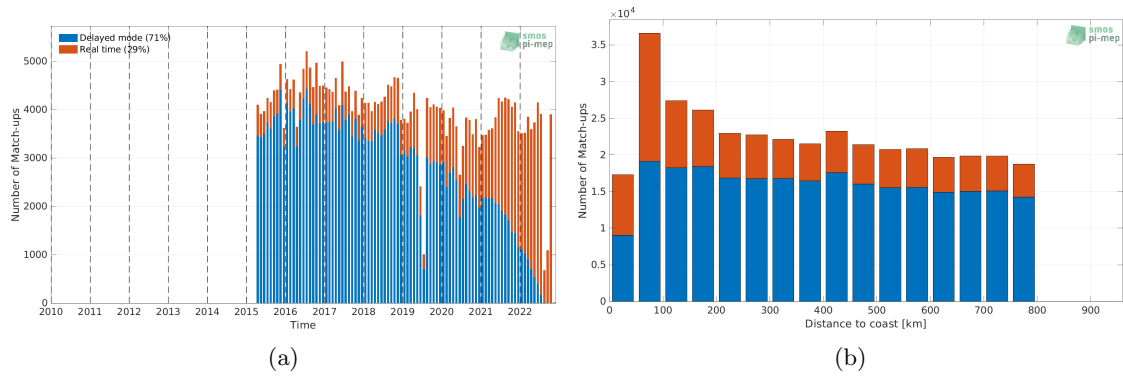 Delayed mode (71%)
Real time (29%)
smos
pi-mep
Number of Match-ups
5000
4000
3000
2000
1000
0
2010 2011 2012 2013 2014 2015 2016 2017 2018 2019 2020 2021 2022
Time
(a)
×10⁴
smos
pi-mep
Number of Match-ups
3.5
3
2.5
2
1.5
1
0.5
0
0 100 200 300 400 500 600 700 800 900
Distance to coast [km]
(b)